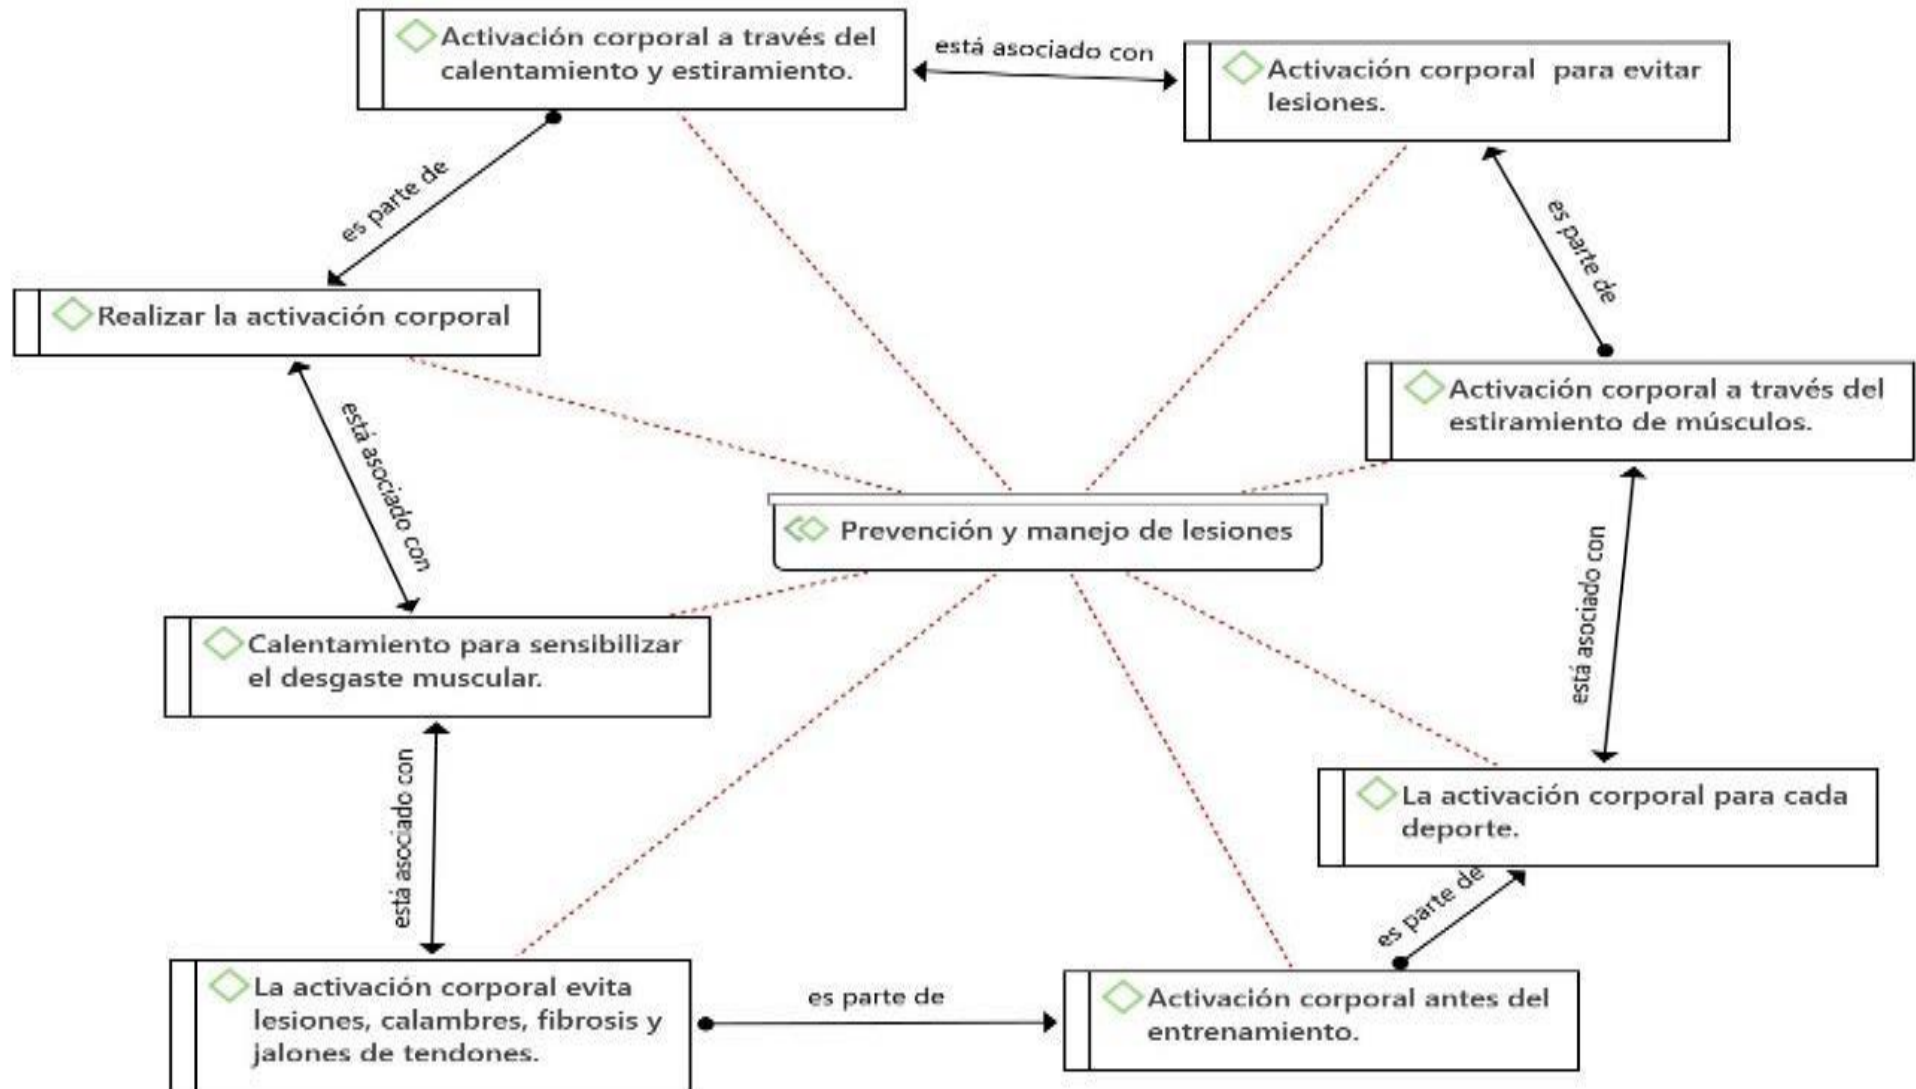 Activación corporal a través del
calentamiento y estiramiento.
está asociado con
Activación corporal para evitar
lesiones.
es parte de
es parte de
Realizar la activación corporal
Activación corporal a través del
estiramiento de músculos.
está asociado con
Prevención y manejo de lesiones
está asociado con
Calentamiento para sensibilizar
el desgaste muscular.
está asociado con
La activación corporal para cada
deporte.
es parte de
La activación corporal evita
lesiones, calambres, fibrosis y
jalones de tendones.
es parte de
Activación corporal antes del
entrenamiento.